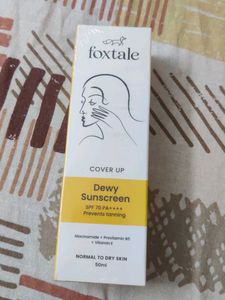 foxtale
COVER UP
Dewy
Sunscreen
SPF 70 PA++++
Prevents tanning
Niacinamide + Provitamin B5
+ Vitamin E
NORMAL TO DRY SKIN
50ml